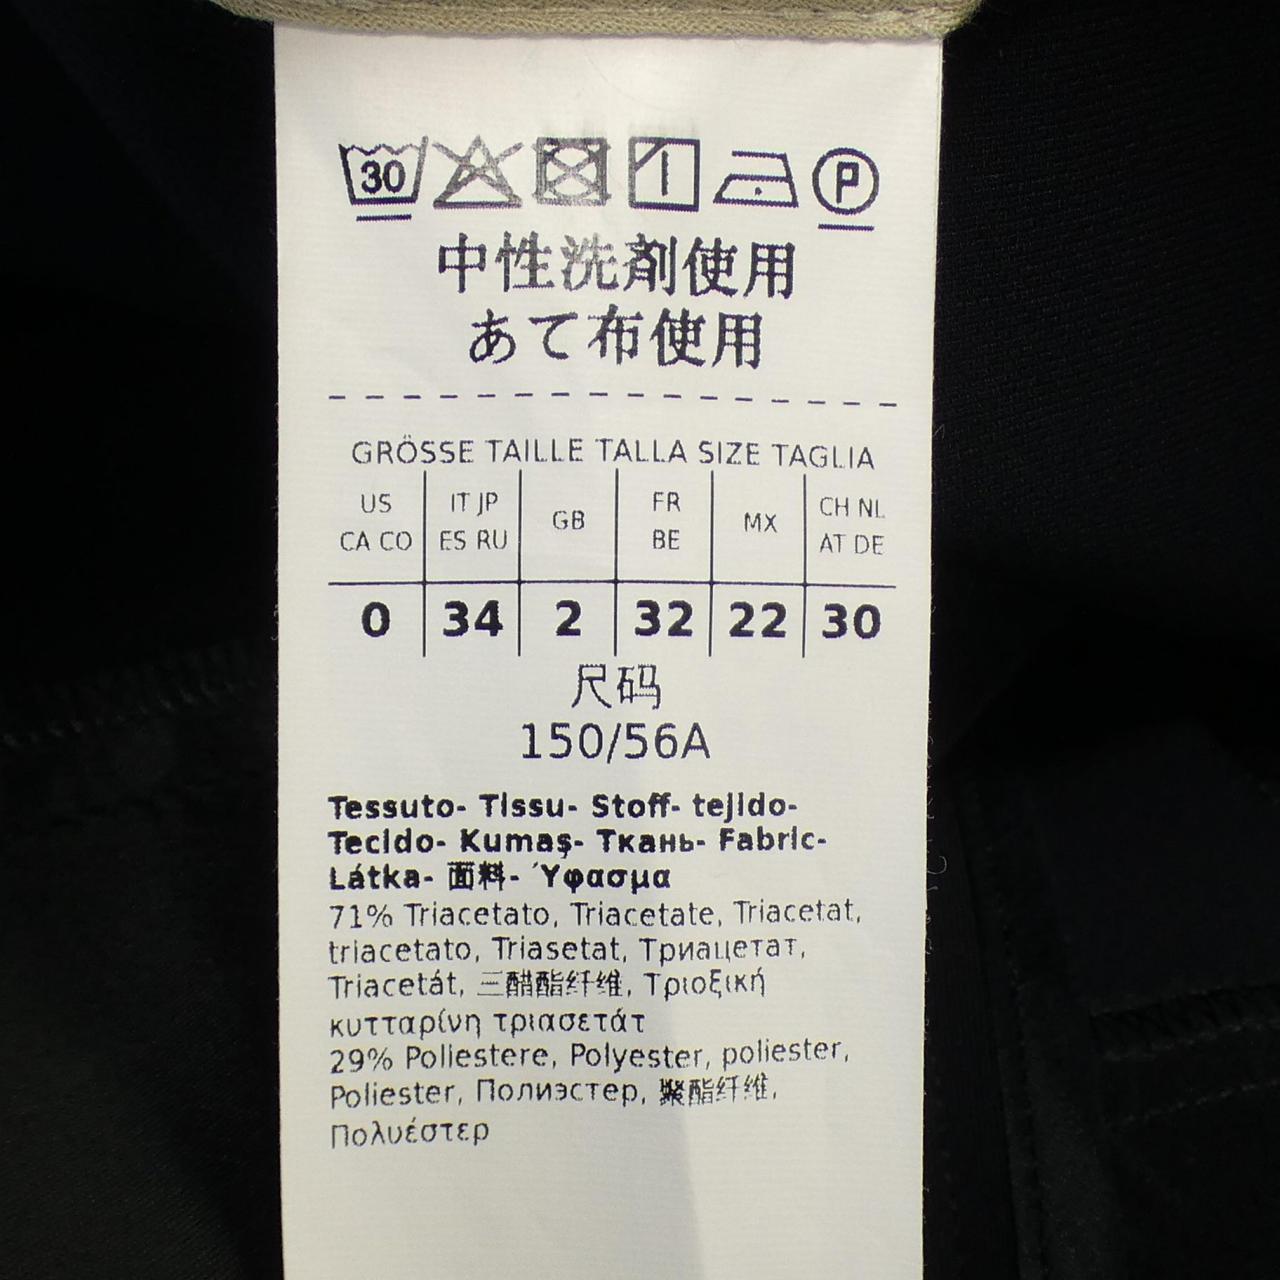 30 P
中性洗剤使用
あて布使用
GRÖSSE TAILLE TALLA SIZE TAGLIA
US CA CO | IT JP ES RU | GB | FR BE | MX | CH NL AT DE
0 | 34 | 2 | 32 | 22 | 30
尺码
150/56A
Tessuto- Tissu- Stoff- tejido-
Tecido- Kumaş- Ткань- Fabric-
Látka- 面料- Ύφασμα
71% Triacetato, Triacetate, Triacetat,
triacetato, Triasetat, Триацетат,
Triacetát, 三醋酯纤维, Τριοξική
κυτταρίνη τριασετάτ
29% Poliestere, Polyester, poliester,
Poliester, Полиэстер, 聚酯纤维,
Πολυέστερ